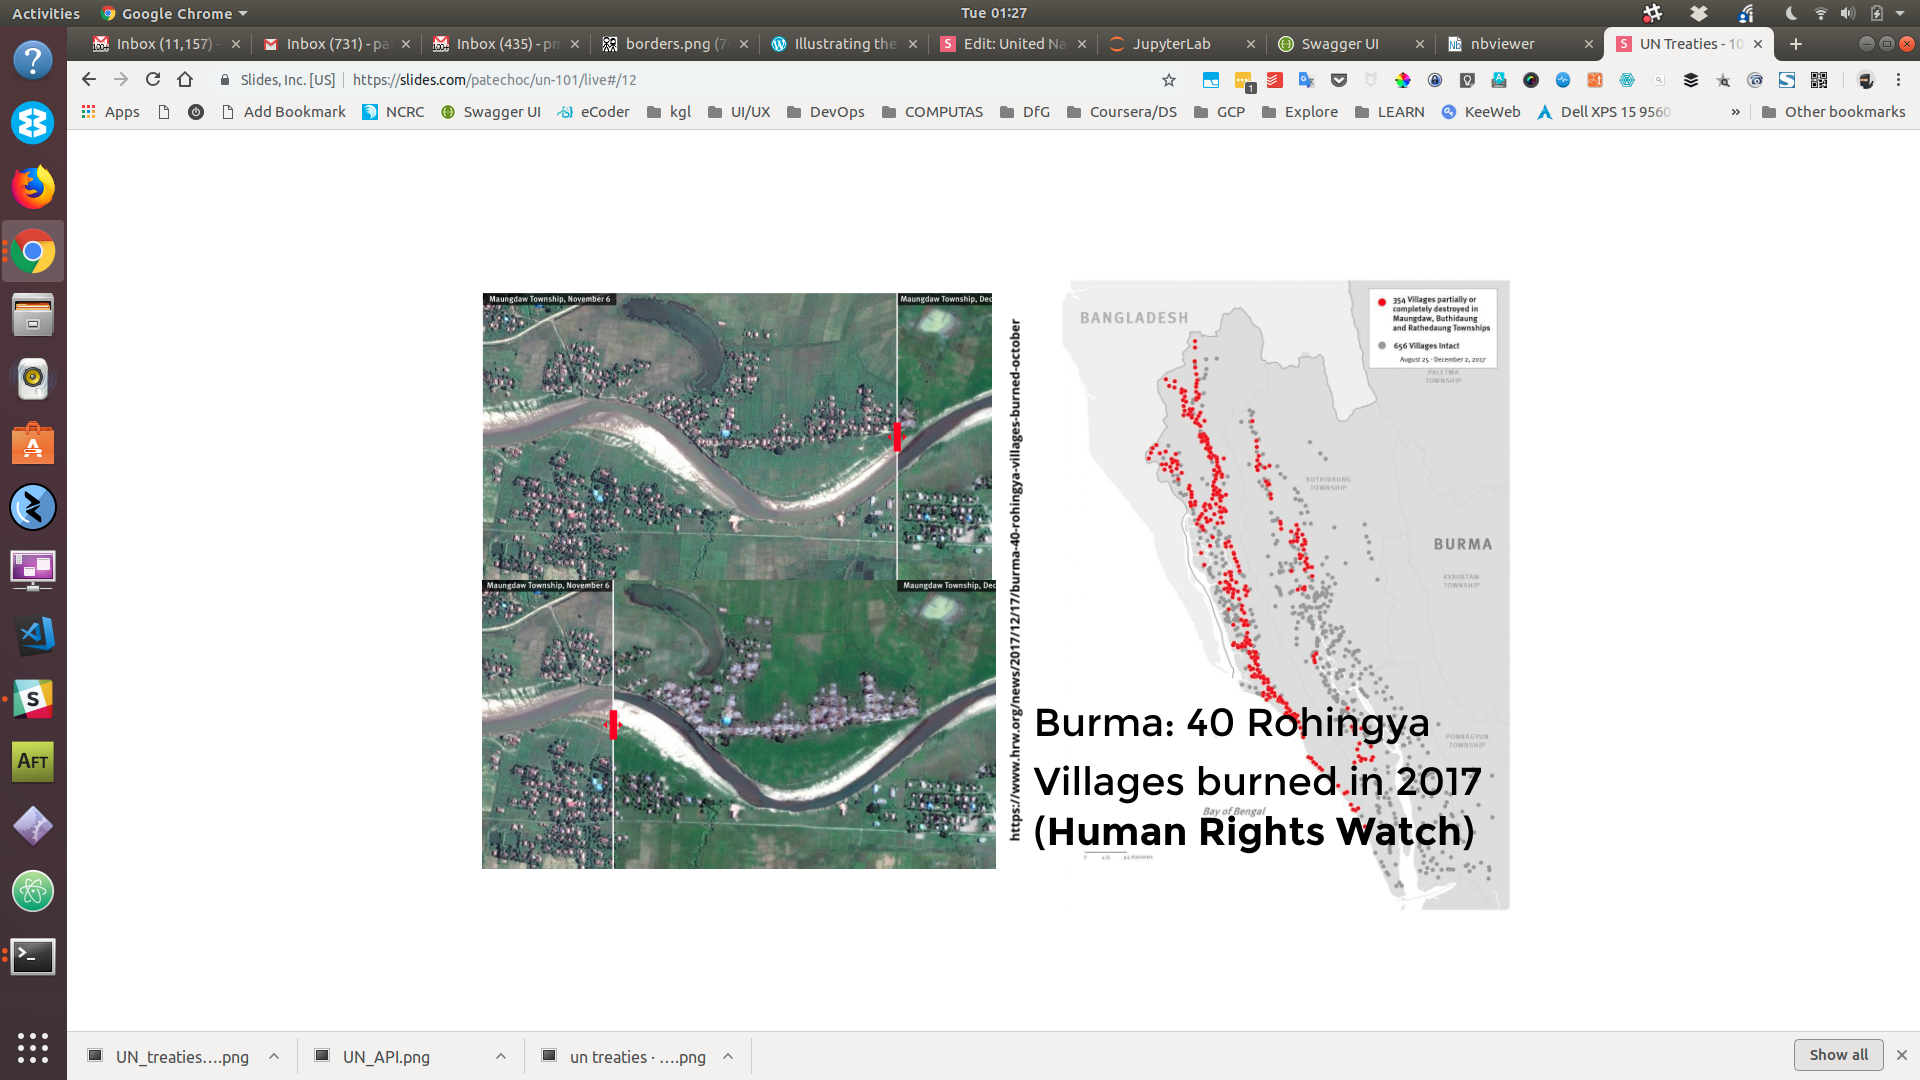 Activities
Google Chrome
Tue 01:27
Inbox (11,157) -
Inbox (731) - pa
Inbox (435) - pn
borders.png (7
Illustrating the
Edit: United Na
JupyterLab
Swagger UI
nbviewer
UN Treaties - 10
Slides, Inc. [US]
https://slides.com/patechoc/un-101/live#/12
Apps
Add Bookmark
NCRC
Swagger UI
eCoder
kgl
UI/UX
DevOps
COMPUTAS
DFG
Coursera/DS
GCP
Explore
LEARN
KeeWeb
Dell XPS 15 9560
»
Other bookmarks
Maungdaw Township, November 6
Maungdaw Township, Dec
Maungdaw Township, November 6
Maungdaw Township, Dec
https://www.hrw.org/news/2017/12/17/burma-40-rohingya-villages-burned-october
BANGLADESH
354 Villages partially or
completely destroyed in
Maungdaw, Buthidaung
and Rathedaung Townships
656 Villages Intact
August 25 - December 2, 2017
PALETWA
TOWNSHIP
BUTHIDAUNG
TOWNSHIP
BURMA
KYAUKTAW
TOWNSHIP
PONNAGYUN
TOWNSHIP
Bay of Bengal
Burma: 40 Rohingya
Villages burned in 2017
(Human Rights Watch)
AFT
UN_treaties....png
UN_API.png
un treaties · ....png
Show all